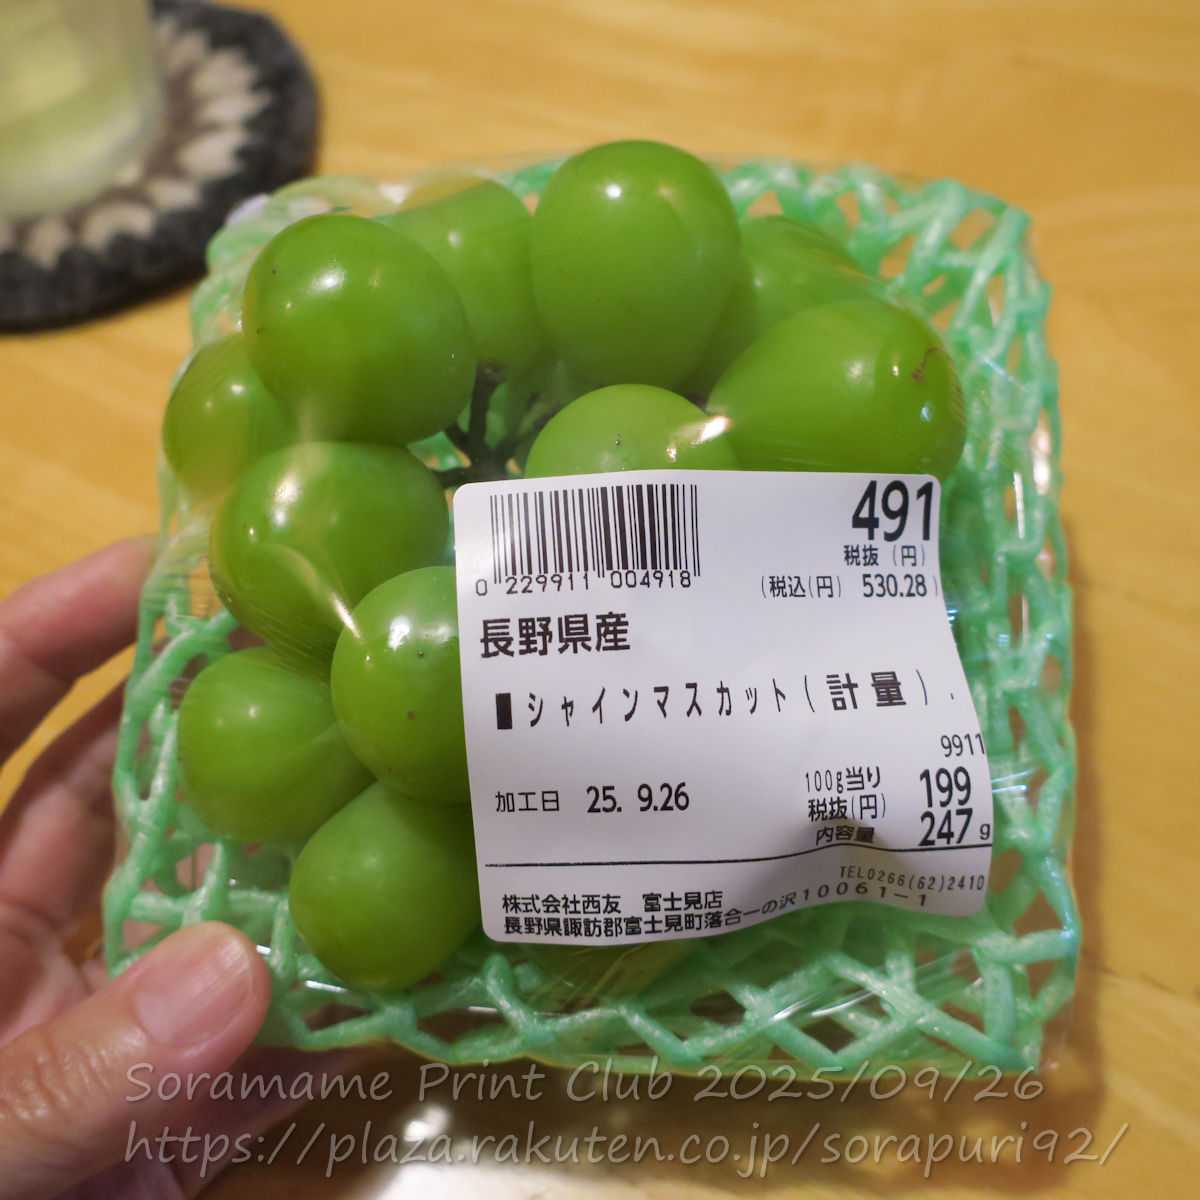 491
税抜（円）
（税込(円) 530.28）
0 229911 004918
長野県産
■シャインマスカット(計量).
9911
加工日 25. 9.26
100g当り 199
税抜(円)
内容量 247g
TEL0266(62)2410
株式会社西友 富士見店
長野県諏訪郡富士見町落合一の沢10061-1
Soramame Print Club 2025/09/26
https://plaza.rakuten.co.jp/sorapuri92/